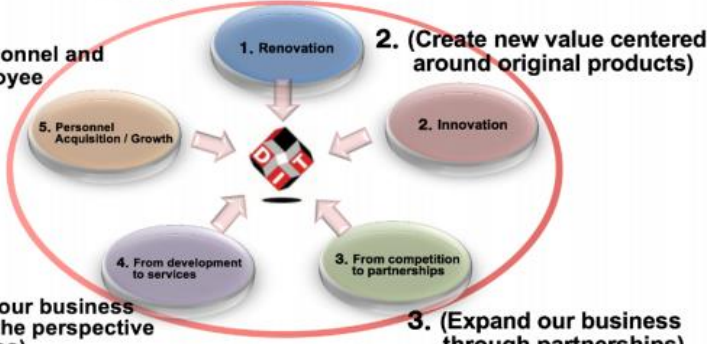 1. Renovation
2. (Create new value centered
around original products)
onnel and
oyee
5. Personnel
Acquisition / Growth
2. Innovation
D I T
4. From development
to services
3. From competition
to partnerships
our business
he perspective
3. (Expand our business
through partnerships)